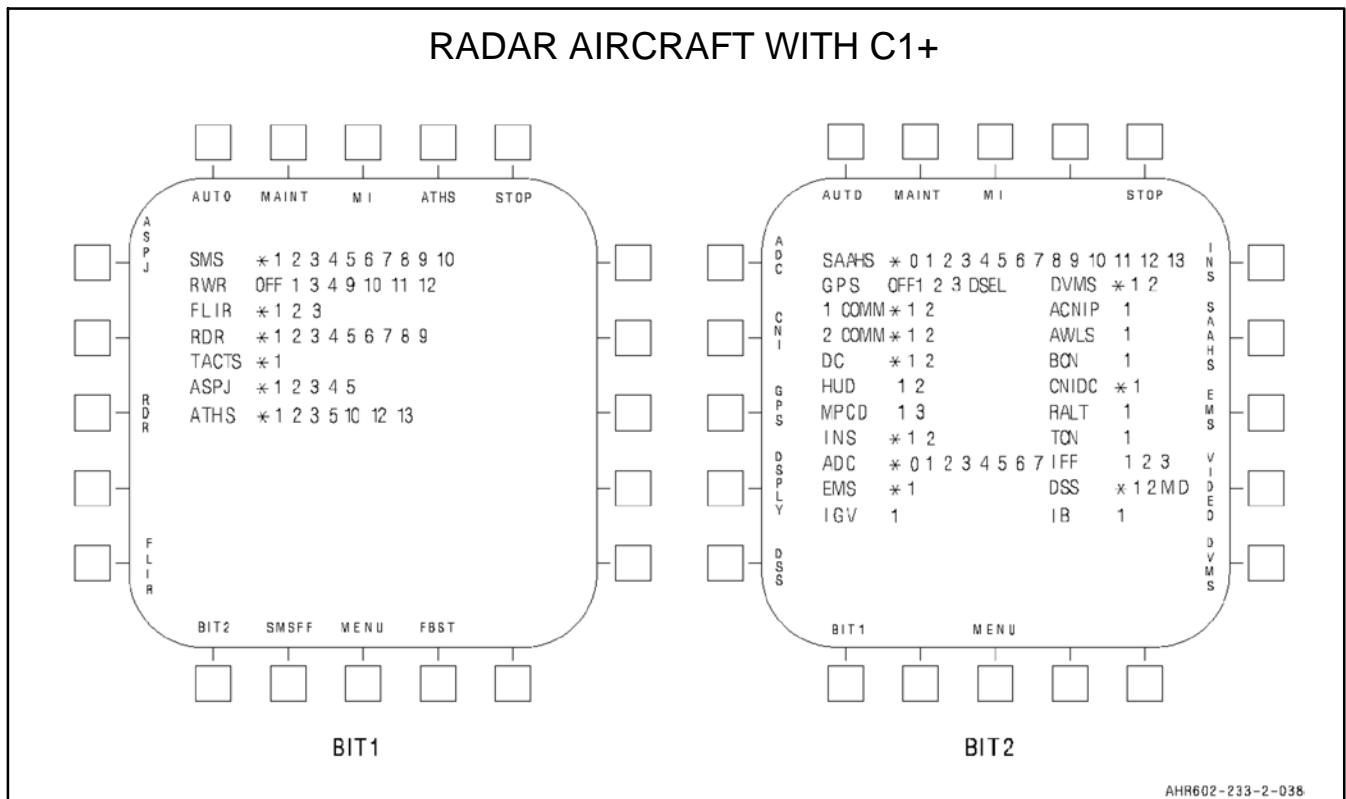 RADAR AIRCRAFT WITH C1+
AUTO MAINT MI ATHS STOP
ASPJ
SMS *1 2 3 4 5 6 7 8 9 10
RWR OFF 1 3 4 9 10 11 12
FLIR *1 2 3
RDR *1 2 3 4 5 6 7 8 9
TACTS *1
ASPJ *1 2 3 4 5
RDR
ATHS *1 2 3 5 10 12 13
FLIR
BIT2 SMSFF MENU FBST
BIT1
AUTO MAINT MI STOP
ADC
INS
SAAHS * 0 1 2 3 4 5 6 7 8 9 10 11 12 13
GPS OFF1 2 3 DSEL DVMS *1 2
1 COMM *1 2 ACNIP 1
CNI
SAAHS
2 COMM *1 2 AWLS 1
DC *1 2 BCN 1
HUD 1 2 CNIDC *1
GPS
EMS
MPCD 1 3 RALT 1
INS *1 2 TCN 1
ADC * 0 1 2 3 4 5 6 7 IFF 1 2 3
DSPLY
VIDEO
EMS *1 DSS *1 2 MD
IGV 1 IB 1
DSS
DVMS
BIT1 MENU
BIT2
AHR602-233-2-038